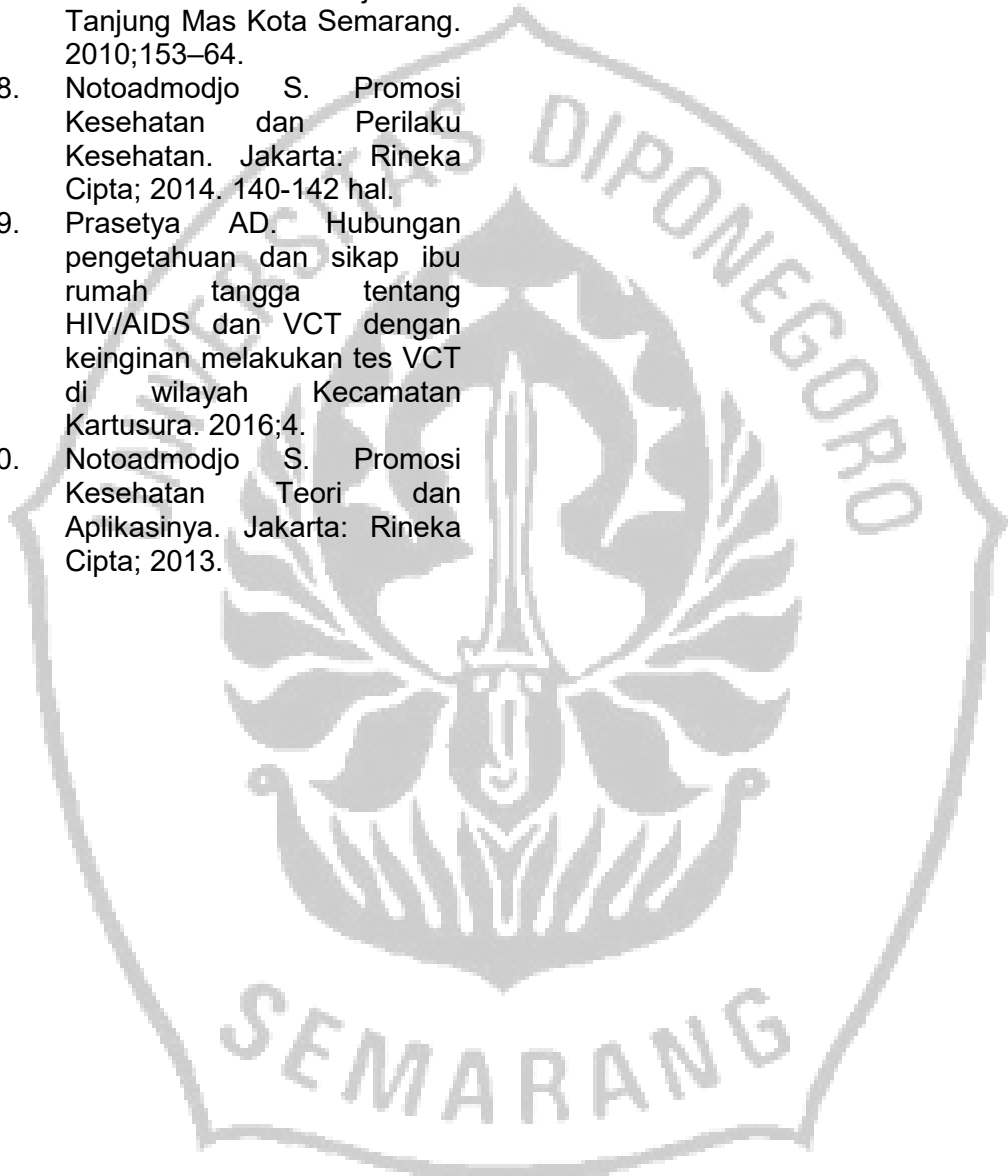 Tanjung Mas Kota Semarang.
2010;153–64.
8. Notoadmodjo S. Promosi
Kesehatan dan Perilaku
Kesehatan. Jakarta: Rineka
Cipta; 2014. 140-142 hal.
9. Prasetya AD. Hubungan
pengetahuan dan sikap ibu
rumah tangga tentang
HIV/AIDS dan VCT dengan
keinginan melakukan tes VCT
di wilayah Kecamatan
Kartusura. 2016;4.
0. Notoadmodjo S. Promosi
Kesehatan Teori dan
Aplikasinya. Jakarta: Rineka
Cipta; 2013.
UNIVERSITAS DIPONEGORO
SEMARANG